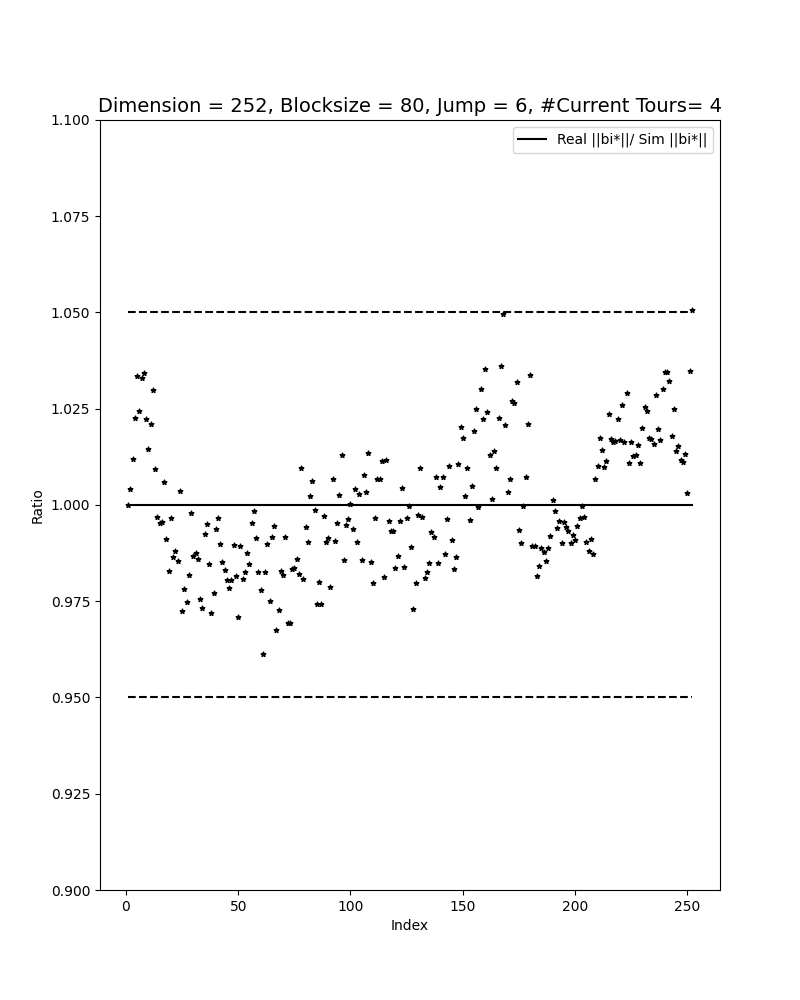 Dimension = 252, Blocksize = 80, Jump = 6, #Current Tours= 4
1.100
Real ||bi*||/ Sim ||bi*||
1.075
1.050
1.025
1.000
Ratio
0.975
0.950
0.925
0.900
0 50 100 150 200 250
Index